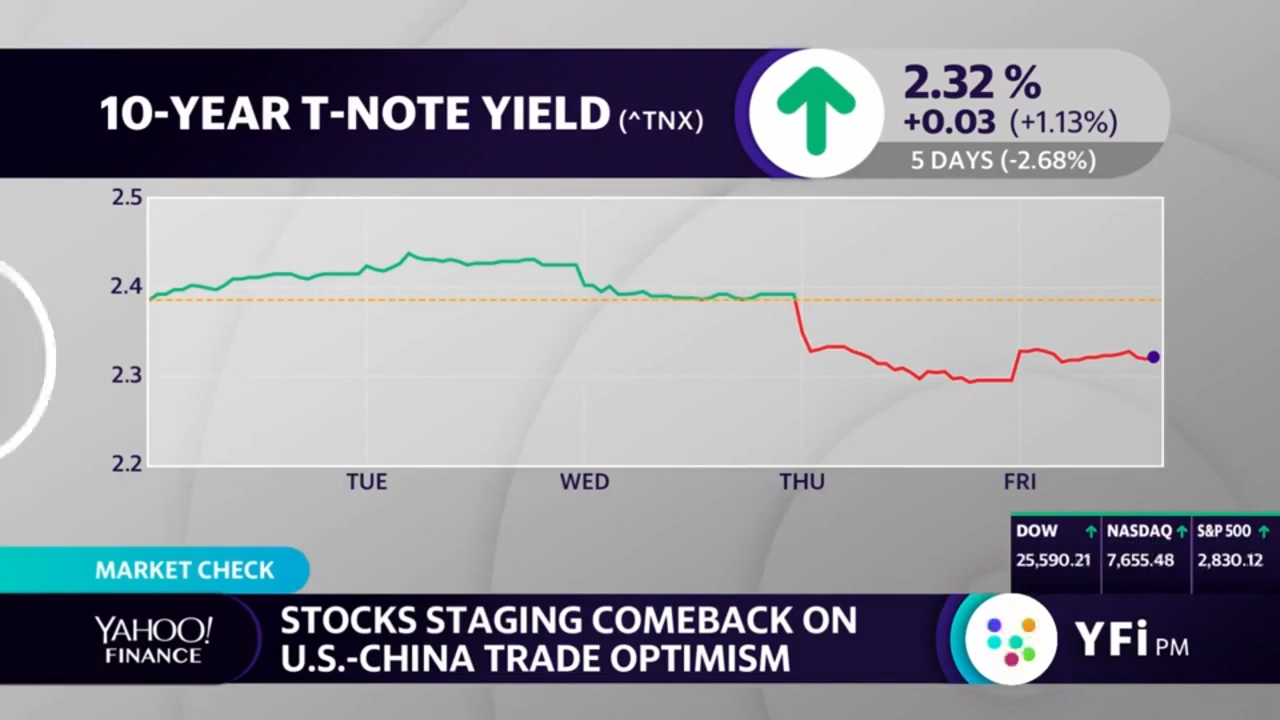 10-YEAR T-NOTE YIELD (^TNX)
2.32 %
+0.03 (+1.13%)
5 DAYS (-2.68%)
2.5
2.4
2.3
2.2
TUE WED THU FRI
DOW NASDAQ S&P 500
25,590.21 7,655.48 2,830.12
MARKET CHECK
YAHOO!
FINANCE
STOCKS STAGING COMEBACK ON
U.S.-CHINA TRADE OPTIMISM
YFi PM